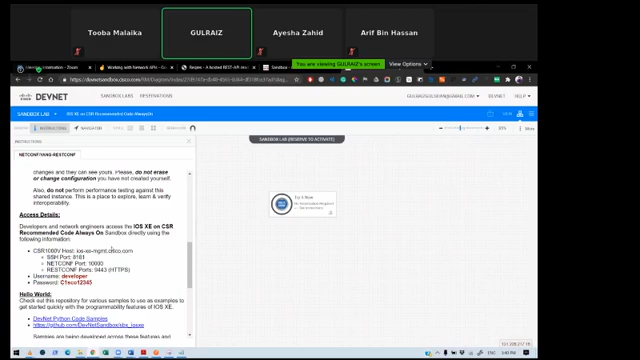 Tooba Malaika
GULRAIZ
Ayesha Zahid
Arif Bin Hassan
You are viewing GULRAIZ's screen
View Options
DEVNET
SANDBOX LABS
RESERVATIONS
DEVNET
HELP
SANDBOX LAB
IOS XE on CSR Recommended Code Always On
INSTRUCTIONS
NAVIGATOR
More
INSTRUCTIONS
NETCONF/YANG-RESTCONF
SANDBOX LAB (RESERVE TO ACTIVATE)
changes and they can see yours. Please, do not erase
or change configuration you have not created yourself.
Also, do not perform performance testing against this
shared instance. This is a place to explore, learn & verify
interoperability.
Access Details:
Developers and network engineers access the IOS XE on CSR
Recommended Code Always On Sandbox directly using the
following information:
CSR1000V Host: ios-xe-mgmt.cisco.com
SSH Port: 8181
NETCONF Port: 10000
RESTCONF Ports: 9443 (HTTPS)
Username: developer
Password: C1sco12345
Hello World:
Check out this repository for various samples to use as examples to
get started quickly with the programmability features of IOS XE.
DevNet Python Code Samples
Samples are being developed across these features and